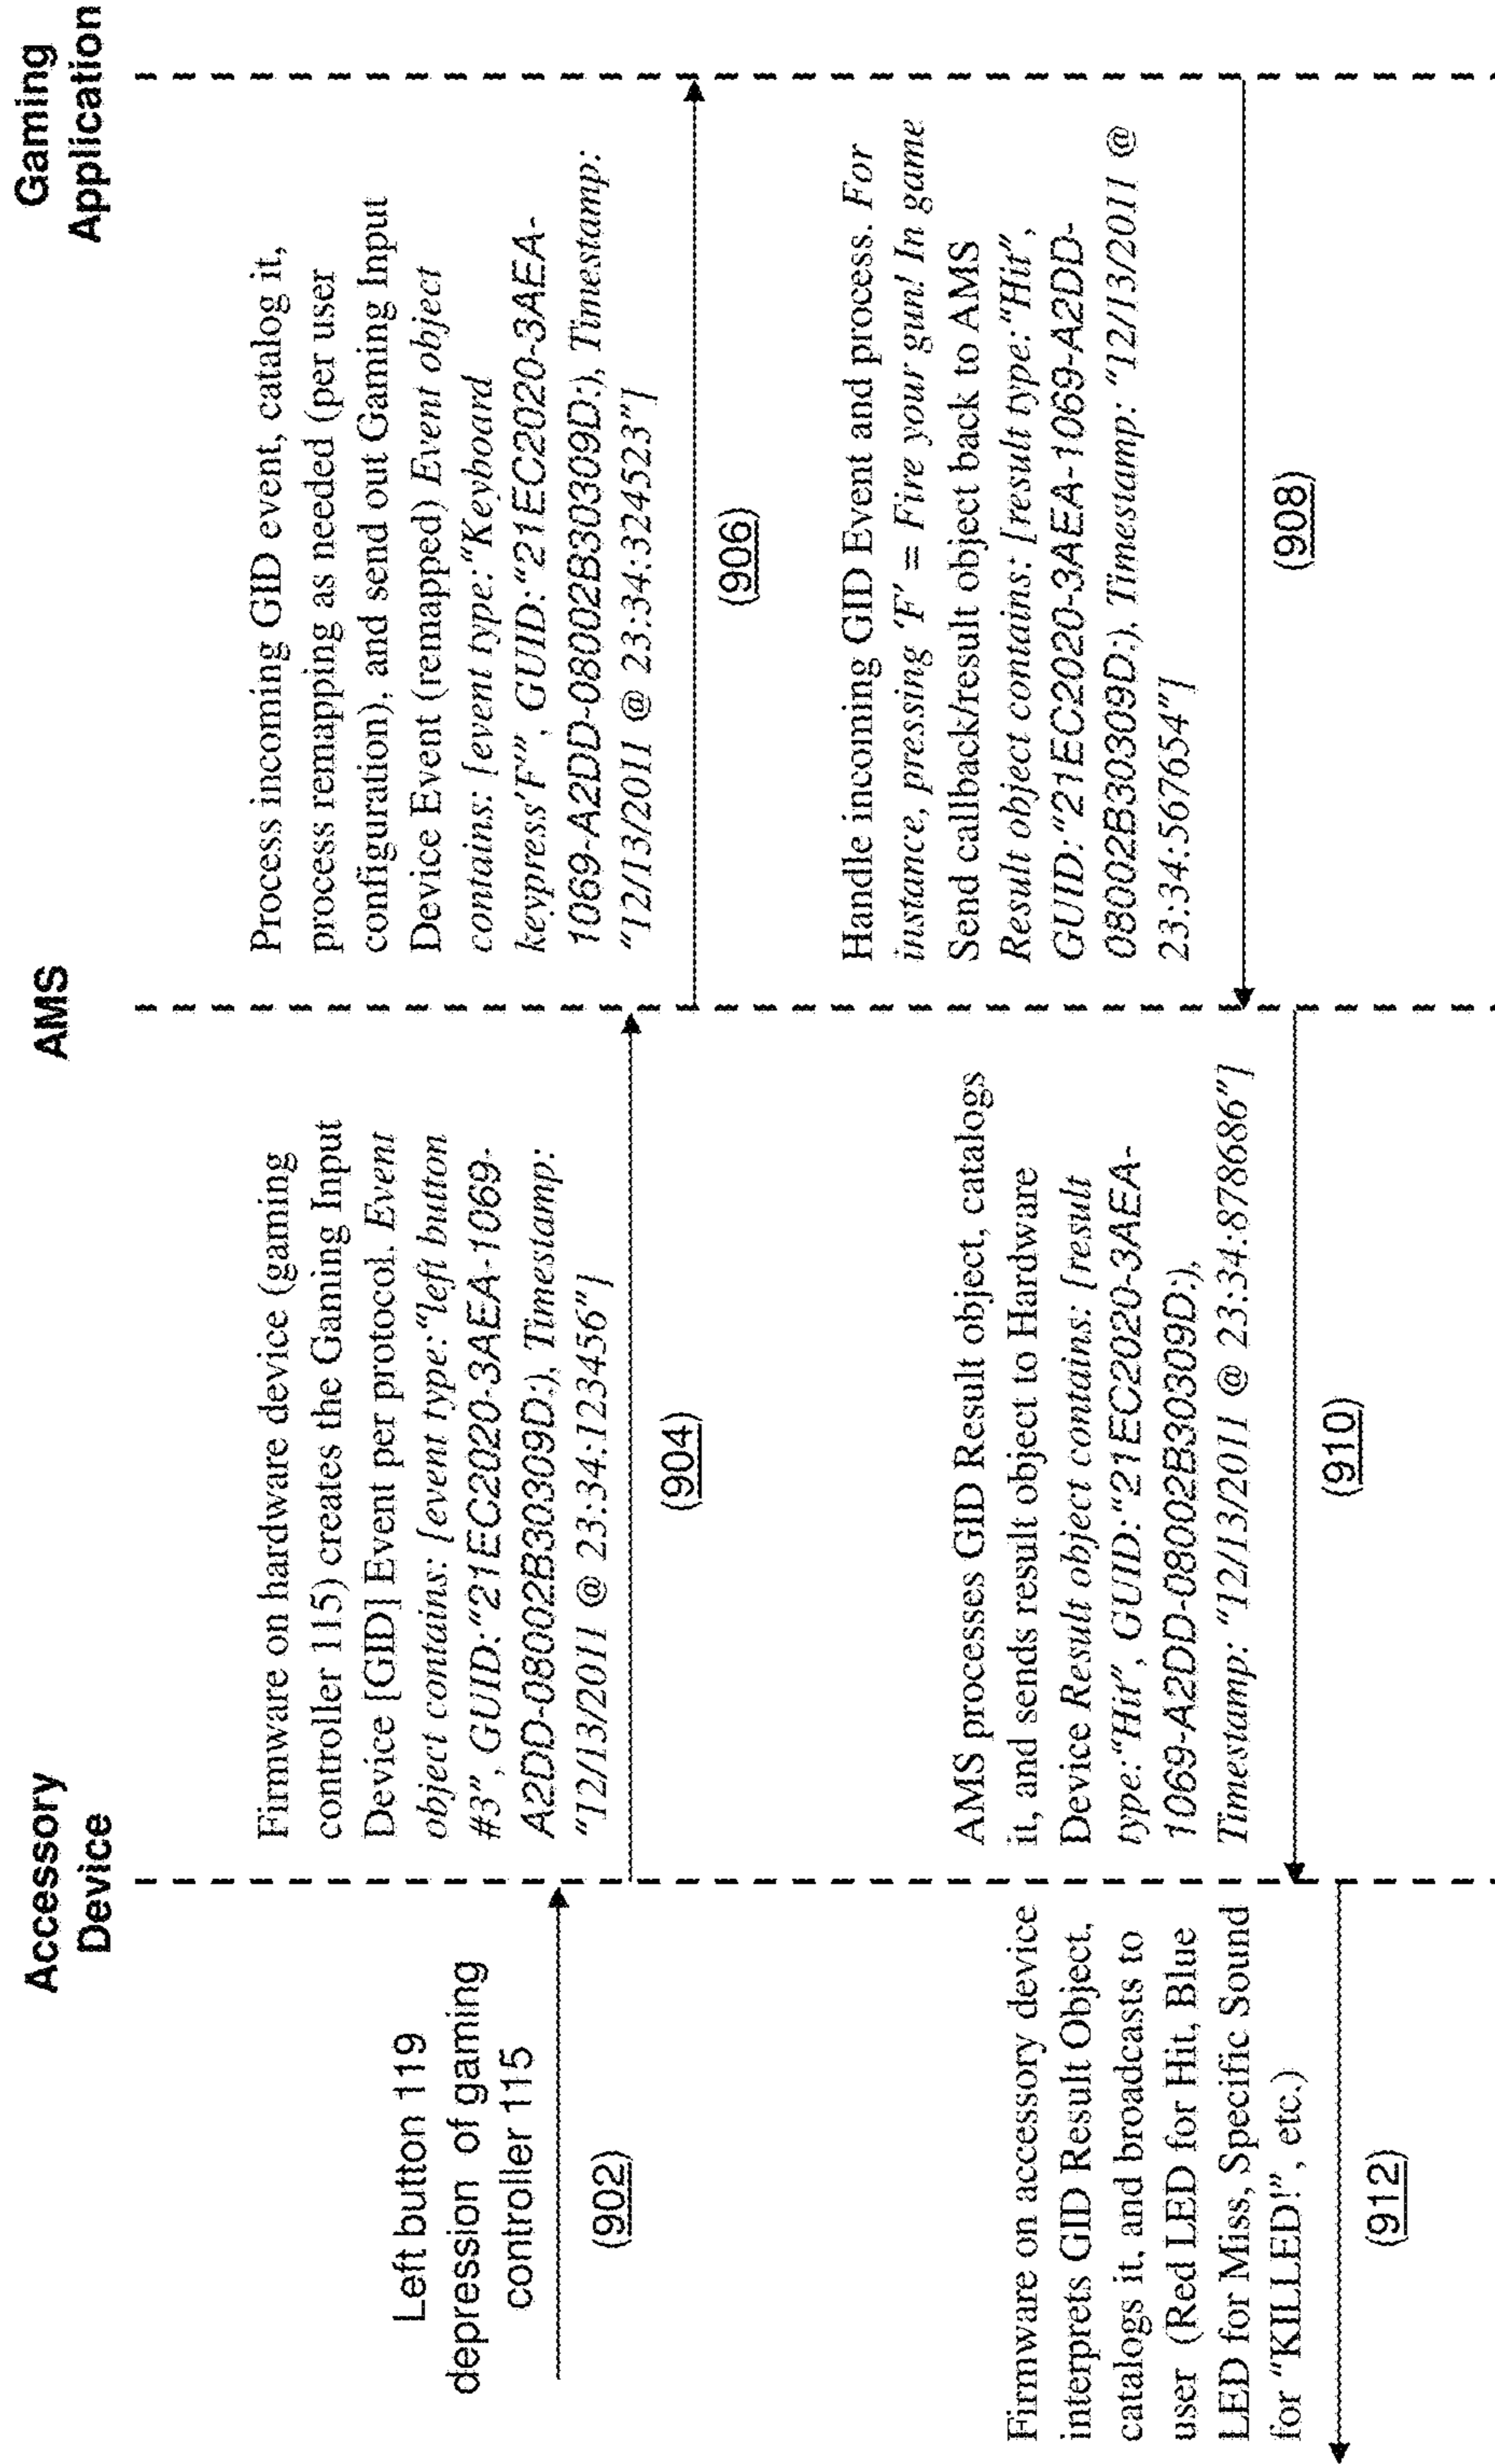 Accessory
Device
AMS
Gaming
Application
Left button 119
depression of gaming
controller 115
(902)
Firmware on hardware device (gaming
controller 115) creates the Gaming Input
Device [GID] Event per protocol. Event
object contains: [event type:"left button
#3", GUID:"21EC2020-3AEA-1069-
A2DD-08002B30309D;), Timestamp:
"12/13/2011 @ 23:34:123456"]
(904)
Process incoming GID event, catalog it,
process remapping as needed (per user
configuration), and send out Gaming Input
Device Event (remapped) Event object
contains: [event type:"Keyboard
keypress'F'", GUID:"21EC2020-3AEA-
1069-A2DD-08002B30309D;), Timestamp:
"12/13/2011 @ 23:34:324523"]
(906)
Handle incoming GID Event and process. For
instance, pressing 'F' = Fire your gun! In game
Send callback/result object back to AMS
Result object contains: [result type:"Hit",
GUID:"21EC2020-3AEA-1069-A2DD-
08002B30309D;), Timestamp: "12/13/2011 @
23:34:567654"]
(908)
AMS processes GID Result object, catalogs
it, and sends result object to Hardware
Device Result object contains: [result
type:"Hit", GUID:"21EC2020-3AEA-
1069-A2DD-08002B30309D;),
Timestamp: "12/13/2011 @ 23:34:878686"]
(910)
Firmware on accessory device
interprets GID Result Object,
catalogs it, and broadcasts to
user (Red LED for Hit, Blue
LED for Miss, Specific Sound
for "KILLED!", etc.)
(912)